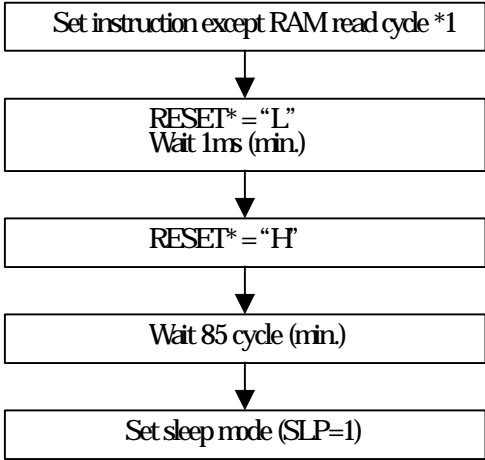 Set instruction except RAM read cycle *1
RESET* = “L”
Wait 1ms (min.)
RESET* = “H”
Wait 85 cycle (min.)
Set sleep mode (SLP=1)